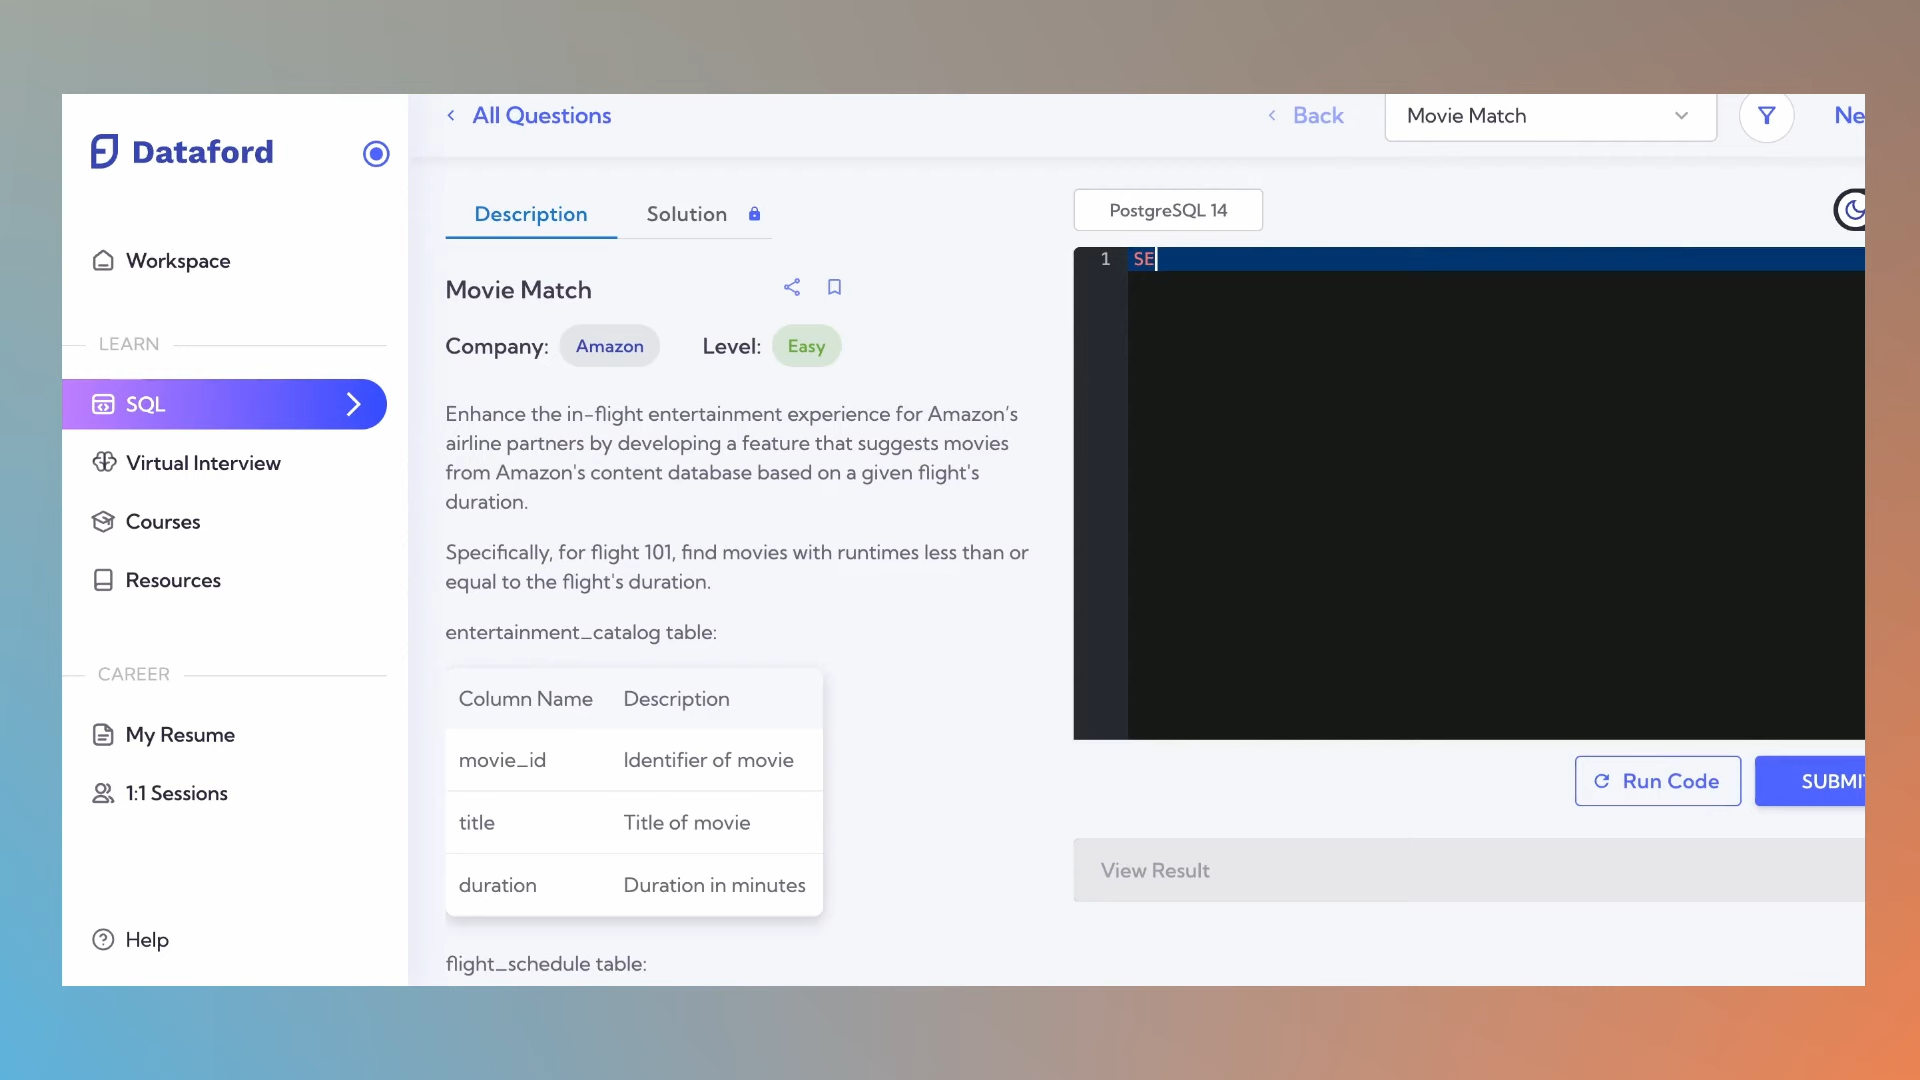 Dataford
Workspace
LEARN
SQL
Virtual Interview
Courses
Resources
CAREER
My Resume
1:1 Sessions
Help
All Questions
Back
Movie Match
Ne
Description
Solution
Movie Match
Company: Amazon Level: Easy
Enhance the in-flight entertainment experience for Amazon’s
airline partners by developing a feature that suggests movies
from Amazon's content database based on a given flight's
duration.
Specifically, for flight 101, find movies with runtimes less than or
equal to the flight's duration.
entertainment_catalog table:
Column Name Description
movie_id Identifier of movie
title Title of movie
duration Duration in minutes
flight_schedule table:
PostgreSQL 14
1 SE
Run Code
SUBMIT
View Result